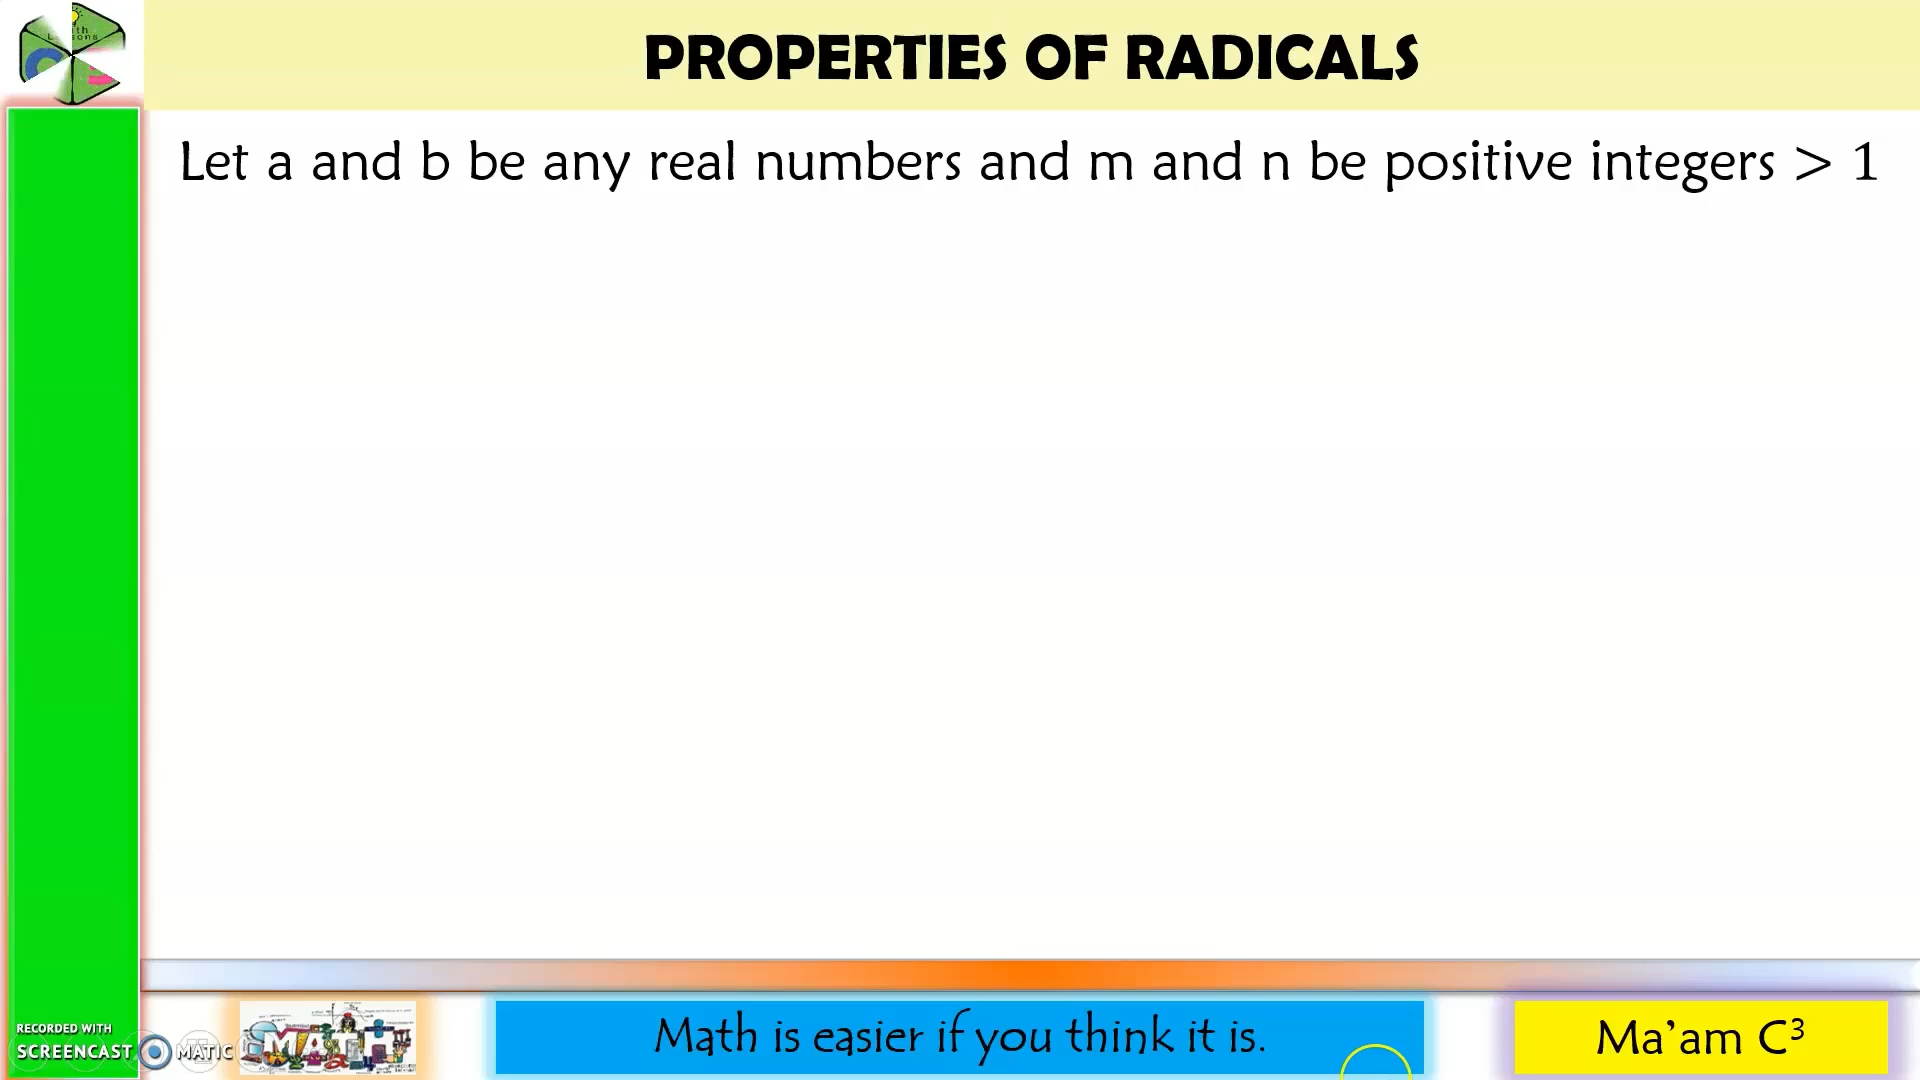 PROPERTIES OF RADICALS
Let a and b be any real numbers and m and n be positive integers > 1
RECORDED WITH
SCREENCAST MATIC
MATH
Math is easier if you think it is.
Ma’am C³